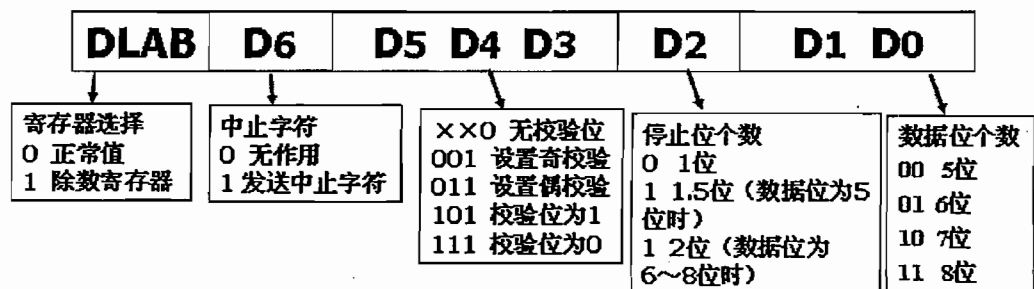 DLAB D6 D5 D4 D3 D2 D1 D0
寄存器选择
0 正常值
1 除数寄存器
中止字符
0 无作用
1 发送中止字符
××0 无校验位
001 设置奇校验
011 设置偶校验
101 校验位为1
111 校验位为0
停止位个数
0 1位
1 1.5位（数据位为5
位时）
1 2位（数据位为
6～8位时）
数据位个数
00 5位
01 6位
10 7位
11 8位